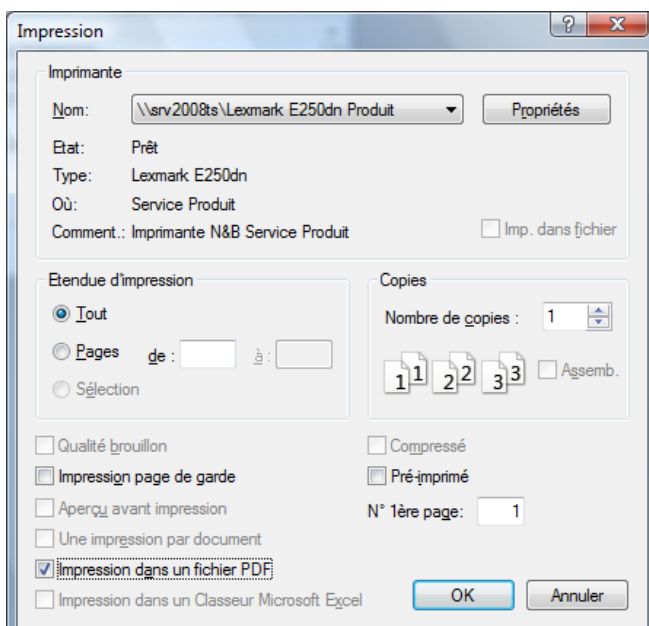 Impression
Imprimante
Nom: \\srv2008ts\Lexmark E250dn Produit Propriétés
Etat: Prêt
Type: Lexmark E250dn
Où: Service Produit
Comment.: Imprimante N&B Service Produit Imp. dans fichier
Etendue d'impression
Tout
Pages de : à :
Sélection
Copies
Nombre de copies : 1
1 1 2 2 3 3 Assemb.
Qualité brouillon Compressé
Impression page de garde Pré-imprimé
Aperçu avant impression N° 1ère page: 1
Une impression par document
Impression dans un fichier PDF
Impression dans un Classeur Microsoft Excel OK Annuler